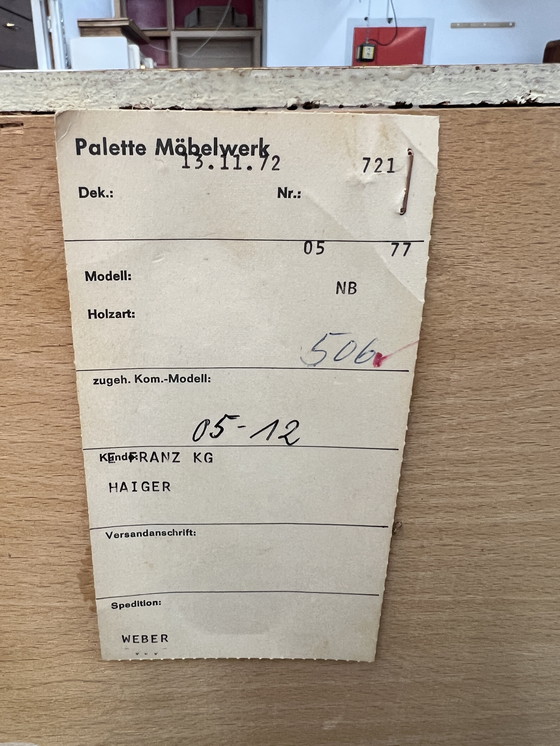 Palette Möbelwerk
13.11.72 721
Dek.: Nr.:
05 77
Modell:
NB
Holzart:
506
zugeh. Kom.-Modell:
05-12
Kunde:
E FRANZ KG
HAIGER
Versandanschrift:
Spedition:
WEBER